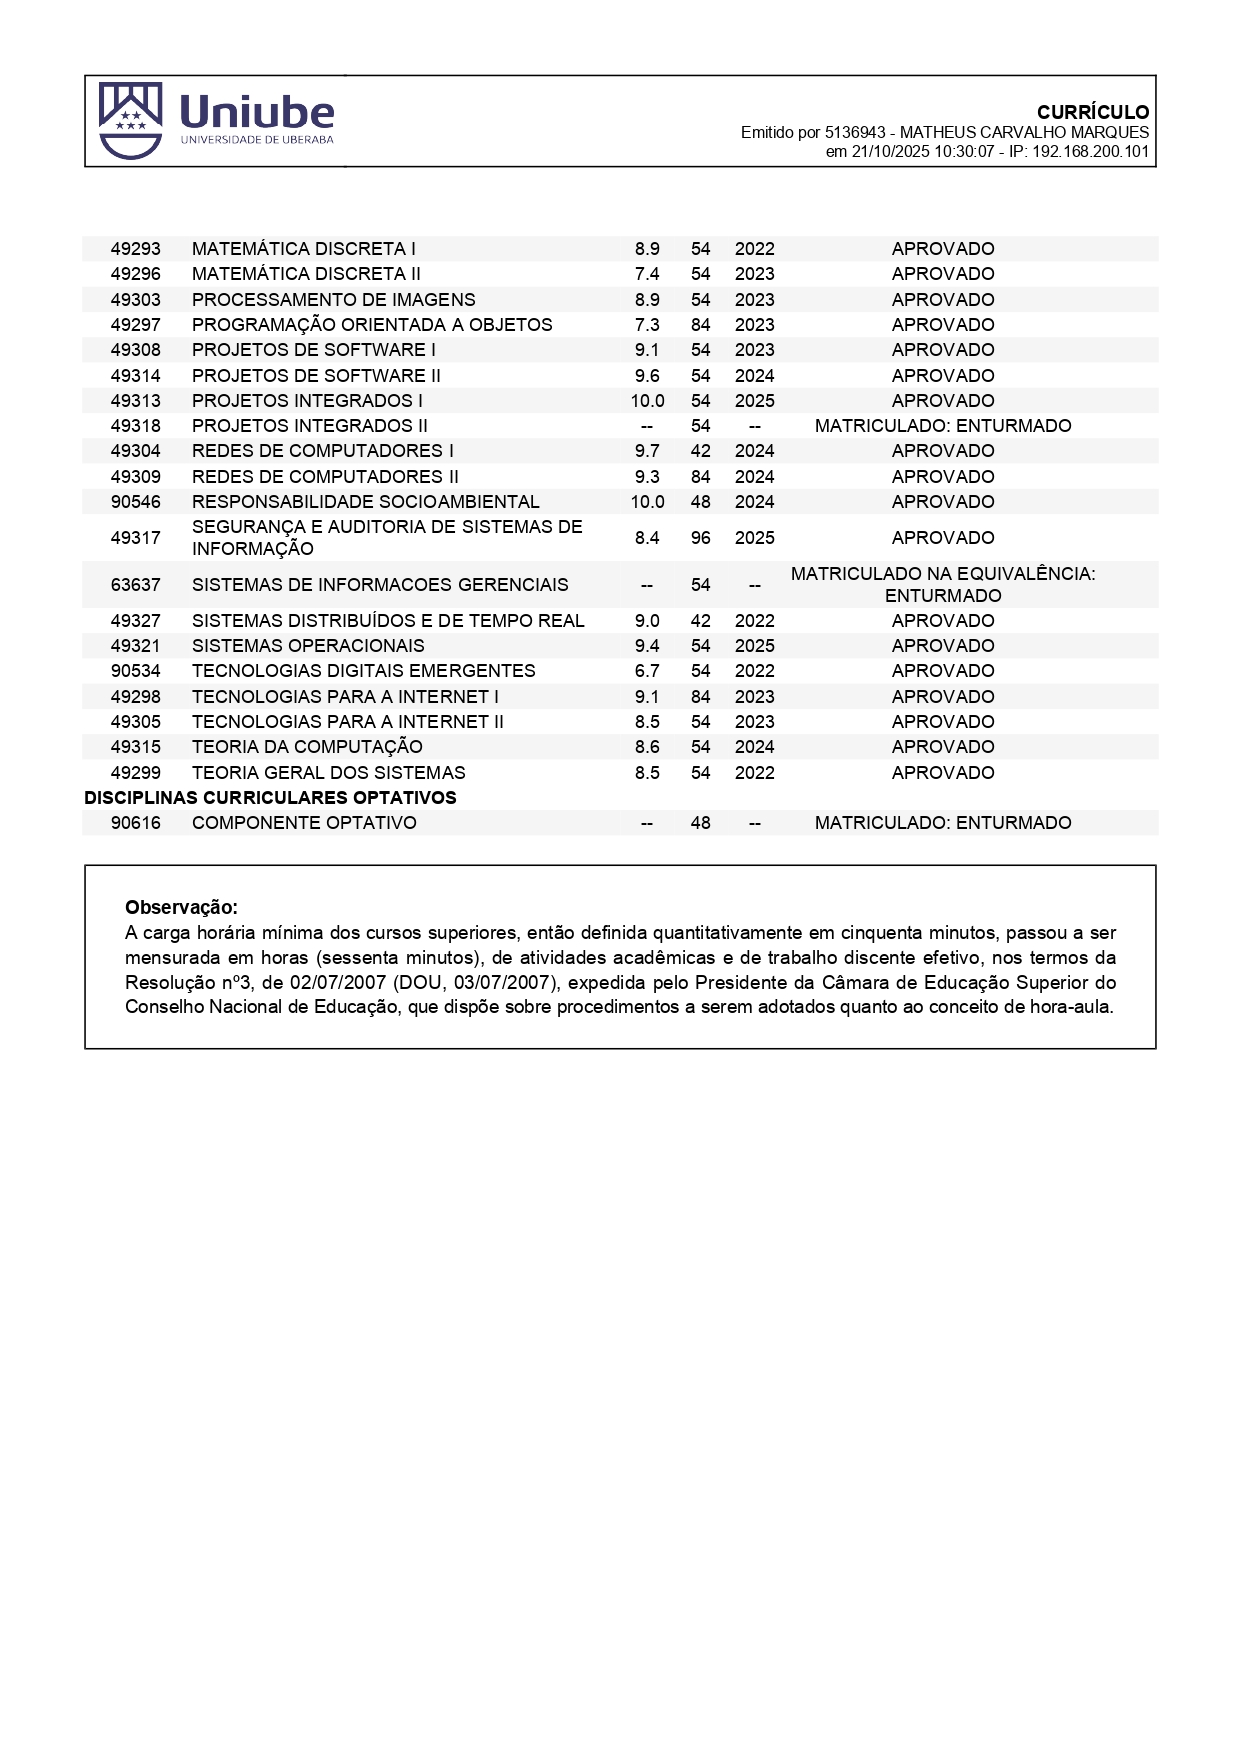 Uniube
UNIVERSIDADE DE UBERABA
CURRÍCULO
Emitido por 5136943 - MATHEUS CARVALHO MARQUES
em 21/10/2025 10:30:07 - IP: 192.168.200.101
49293 MATEMÁTICA DISCRETA I 8.9 54 2022 APROVADO
49296 MATEMÁTICA DISCRETA II 7.4 54 2023 APROVADO
49303 PROCESSAMENTO DE IMAGENS 8.9 54 2023 APROVADO
49297 PROGRAMAÇÃO ORIENTADA A OBJETOS 7.3 84 2023 APROVADO
49308 PROJETOS DE SOFTWARE I 9.1 54 2023 APROVADO
49314 PROJETOS DE SOFTWARE II 9.6 54 2024 APROVADO
49313 PROJETOS INTEGRADOS I 10.0 54 2025 APROVADO
49318 PROJETOS INTEGRADOS II -- 54 -- MATRICULADO: ENTURMADO
49304 REDES DE COMPUTADORES I 9.7 42 2024 APROVADO
49309 REDES DE COMPUTADORES II 9.3 84 2024 APROVADO
90546 RESPONSABILIDADE SOCIOAMBIENTAL 10.0 48 2024 APROVADO
49317 SEGURANÇA E AUDITORIA DE SISTEMAS DE
INFORMAÇÃO 8.4 96 2025 APROVADO
63637 SISTEMAS DE INFORMACOES GERENCIAIS -- 54 -- MATRICULADO NA EQUIVALÊNCIA:
ENTURMADO
49327 SISTEMAS DISTRIBUÍDOS E DE TEMPO REAL 9.0 42 2022 APROVADO
49321 SISTEMAS OPERACIONAIS 9.4 54 2025 APROVADO
90534 TECNOLOGIAS DIGITAIS EMERGENTES 6.7 54 2022 APROVADO
49298 TECNOLOGIAS PARA A INTERNET I 9.1 84 2023 APROVADO
49305 TECNOLOGIAS PARA A INTERNET II 8.5 54 2023 APROVADO
49315 TEORIA DA COMPUTAÇÃO 8.6 54 2024 APROVADO
49299 TEORIA GERAL DOS SISTEMAS 8.5 54 2022 APROVADO
DISCIPLINAS CURRICULARES OPTATIVOS
90616 COMPONENTE OPTATIVO -- 48 -- MATRICULADO: ENTURMADO
Observação:
A carga horária mínima dos cursos superiores, então definida quantitativamente em cinquenta minutos, passou a ser
mensurada em horas (sessenta minutos), de atividades acadêmicas e de trabalho discente efetivo, nos termos da
Resolução nº3, de 02/07/2007 (DOU, 03/07/2007), expedida pelo Presidente da Câmara de Educação Superior do
Conselho Nacional de Educação, que dispõe sobre procedimentos a serem adotados quanto ao conceito de hora-aula.